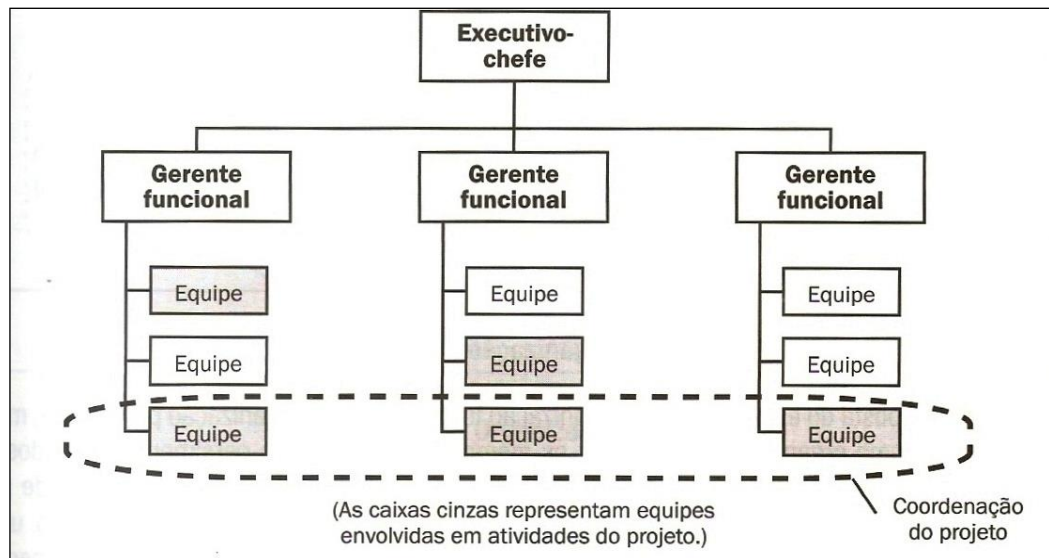 Executivo-
chefe
Gerente
funcional
Gerente
funcional
Gerente
funcional
Equipe
Equipe
Equipe
Equipe
Equipe
Equipe
Equipe
Equipe
Equipe
(As caixas cinzas representam equipes
envolvidas em atividades do projeto.)
Coordenação
do projeto